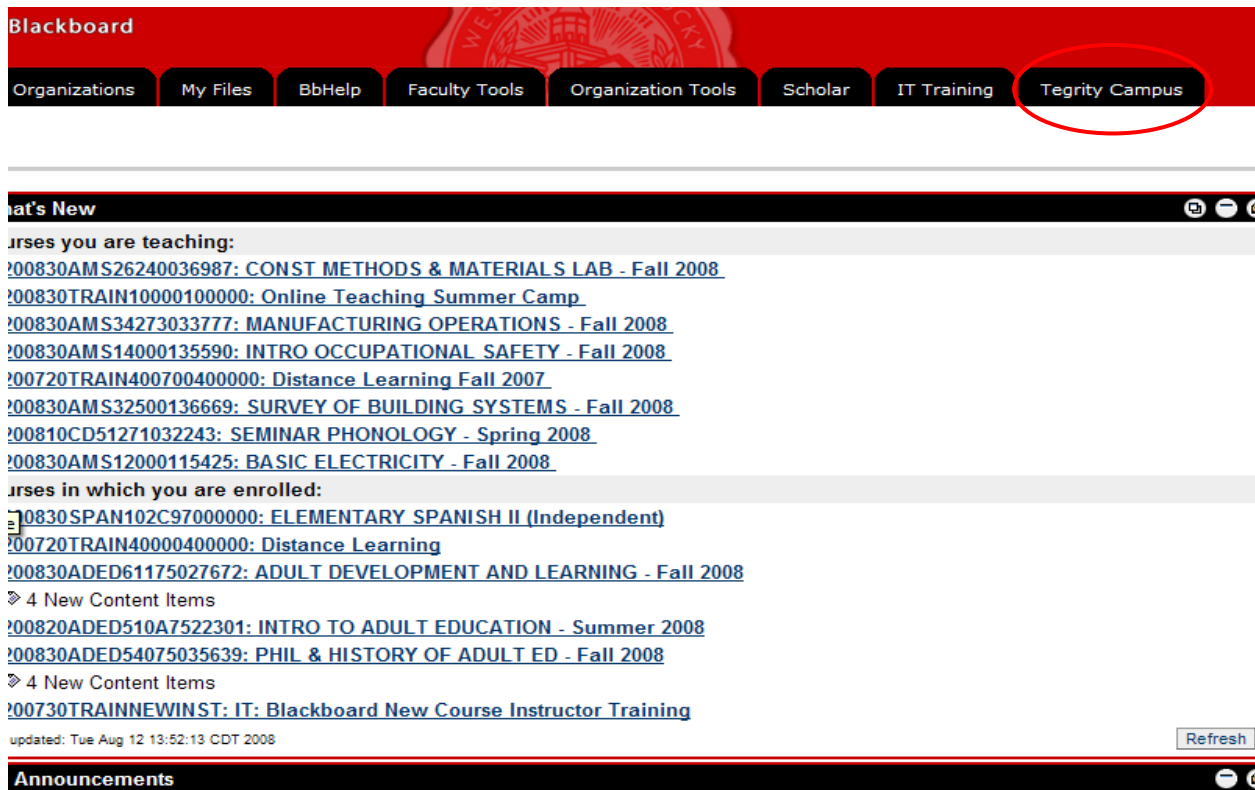 Blackboard
WES KY
Organizations My Files BbHelp Faculty Tools Organization Tools Scholar IT Training Tegrity Campus
hat's New
urses you are teaching:
200830AMS26240036987: CONST METHODS & MATERIALS LAB - Fall 2008
200830TRAIN10000100000: Online Teaching Summer Camp
200830AMS34273033777: MANUFACTURING OPERATIONS - Fall 2008
200830AMS14000135590: INTRO OCCUPATIONAL SAFETY - Fall 2008
200720TRAIN400700400000: Distance Learning Fall 2007
200830AMS32500136669: SURVEY OF BUILDING SYSTEMS - Fall 2008
200810CD51271032243: SEMINAR PHONOLOGY - Spring 2008
200830AMS12000115425: BASIC ELECTRICITY - Fall 2008
urses in which you are enrolled:
00830SPAN102C97000000: ELEMENTARY SPANISH II (Independent)
200720TRAIN40000400000: Distance Learning
200830ADED61175027672: ADULT DEVELOPMENT AND LEARNING - Fall 2008
4 New Content Items
200820ADED510A7522301: INTRO TO ADULT EDUCATION - Summer 2008
200830ADED54075035639: PHIL & HISTORY OF ADULT ED - Fall 2008
4 New Content Items
200730TRAINNEWINST: IT: Blackboard New Course Instructor Training
updated: Tue Aug 12 13:52:13 CDT 2008 Refresh
Announcements